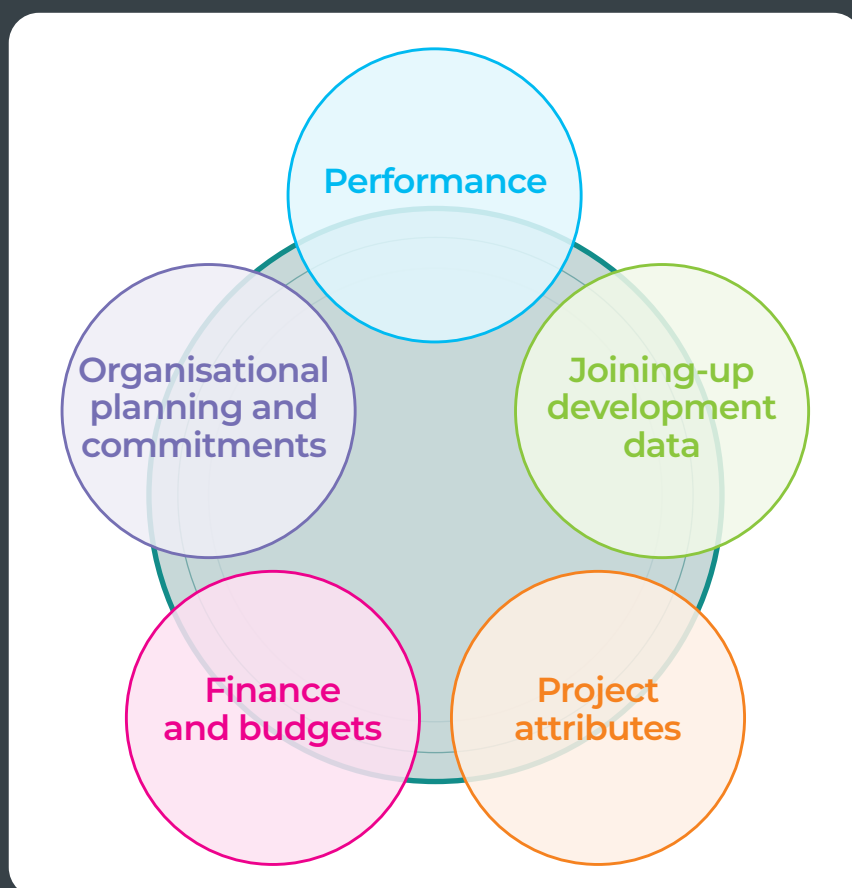 Performance
Organisational
planning and
commitments
Joining-up
development
data
Finance
and budgets
Project
attributes